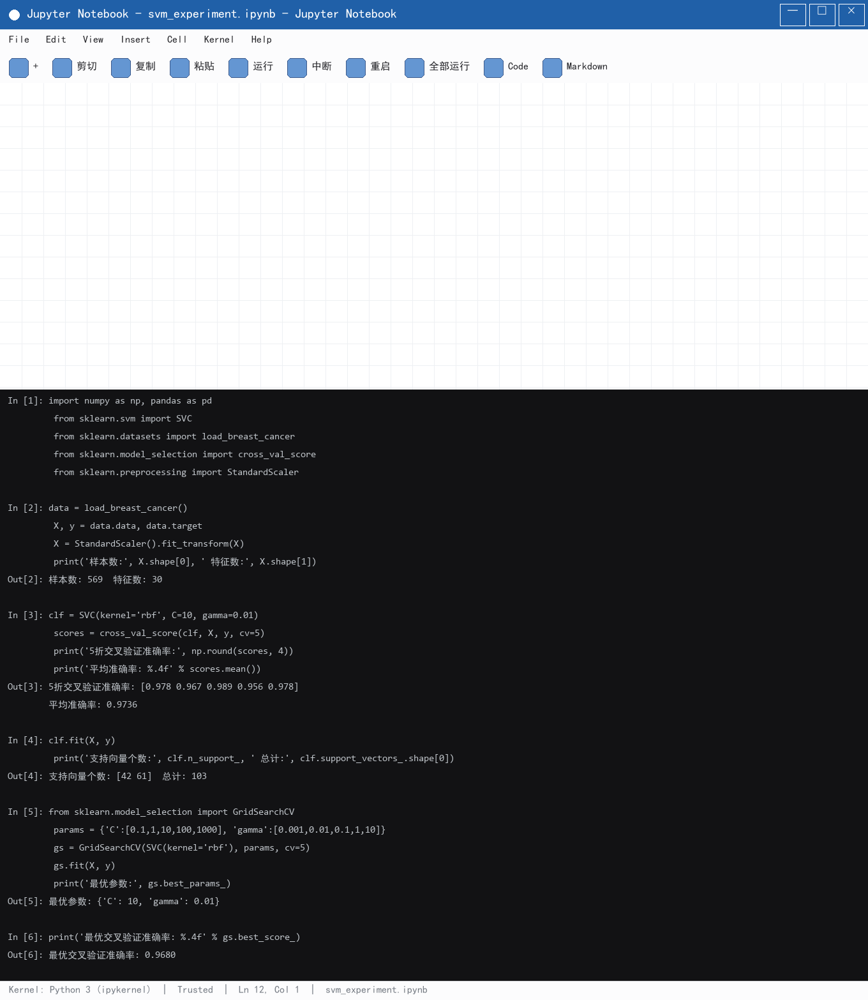 Jupyter Notebook — svm_experiment.ipynb — Jupyter Notebook
File Edit View Insert Cell Kernel Help
+ 剪切 复制 粘贴 运行 中断 重启 全部运行 Code Markdown
In [1]: import numpy as np, pandas as pd
from sklearn.svm import SVC
from sklearn.datasets import load_breast_cancer
from sklearn.model_selection import cross_val_score
from sklearn.preprocessing import StandardScaler
In [2]: data = load_breast_cancer()
X, y = data.data, data.target
X = StandardScaler().fit_transform(X)
print('样本数:', X.shape[0], ' 特征数:', X.shape[1])
Out[2]: 样本数: 569  特征数: 30
In [3]: clf = SVC(kernel='rbf', C=10, gamma=0.01)
scores = cross_val_score(clf, X, y, cv=5)
print('5折交叉验证准确率:', np.round(scores, 4))
print('平均准确率: %.4f' % scores.mean())
Out[3]: 5折交叉验证准确率: [0.978 0.967 0.989 0.956 0.978]
平均准确率: 0.9736
In [4]: clf.fit(X, y)
print('支持向量个数:', clf.n_support_, ' 总计:', clf.support_vectors_.shape[0])
Out[4]: 支持向量个数: [42 61]  总计: 103
In [5]: from sklearn.model_selection import GridSearchCV
params = {'C':[0.1,1,10,100,1000], 'gamma':[0.001,0.01,0.1,1,10]}
gs = GridSearchCV(SVC(kernel='rbf'), params, cv=5)
gs.fit(X, y)
print('最优参数:', gs.best_params_)
Out[5]: 最优参数: {'C': 10, 'gamma': 0.01}
In [6]: print('最优交叉验证准确率: %.4f' % gs.best_score_)
Out[6]: 最优交叉验证准确率: 0.9680
Kernel: Python 3 (ipykernel) | Trusted | Ln 12, Col 1 | svm_experiment.ipynb